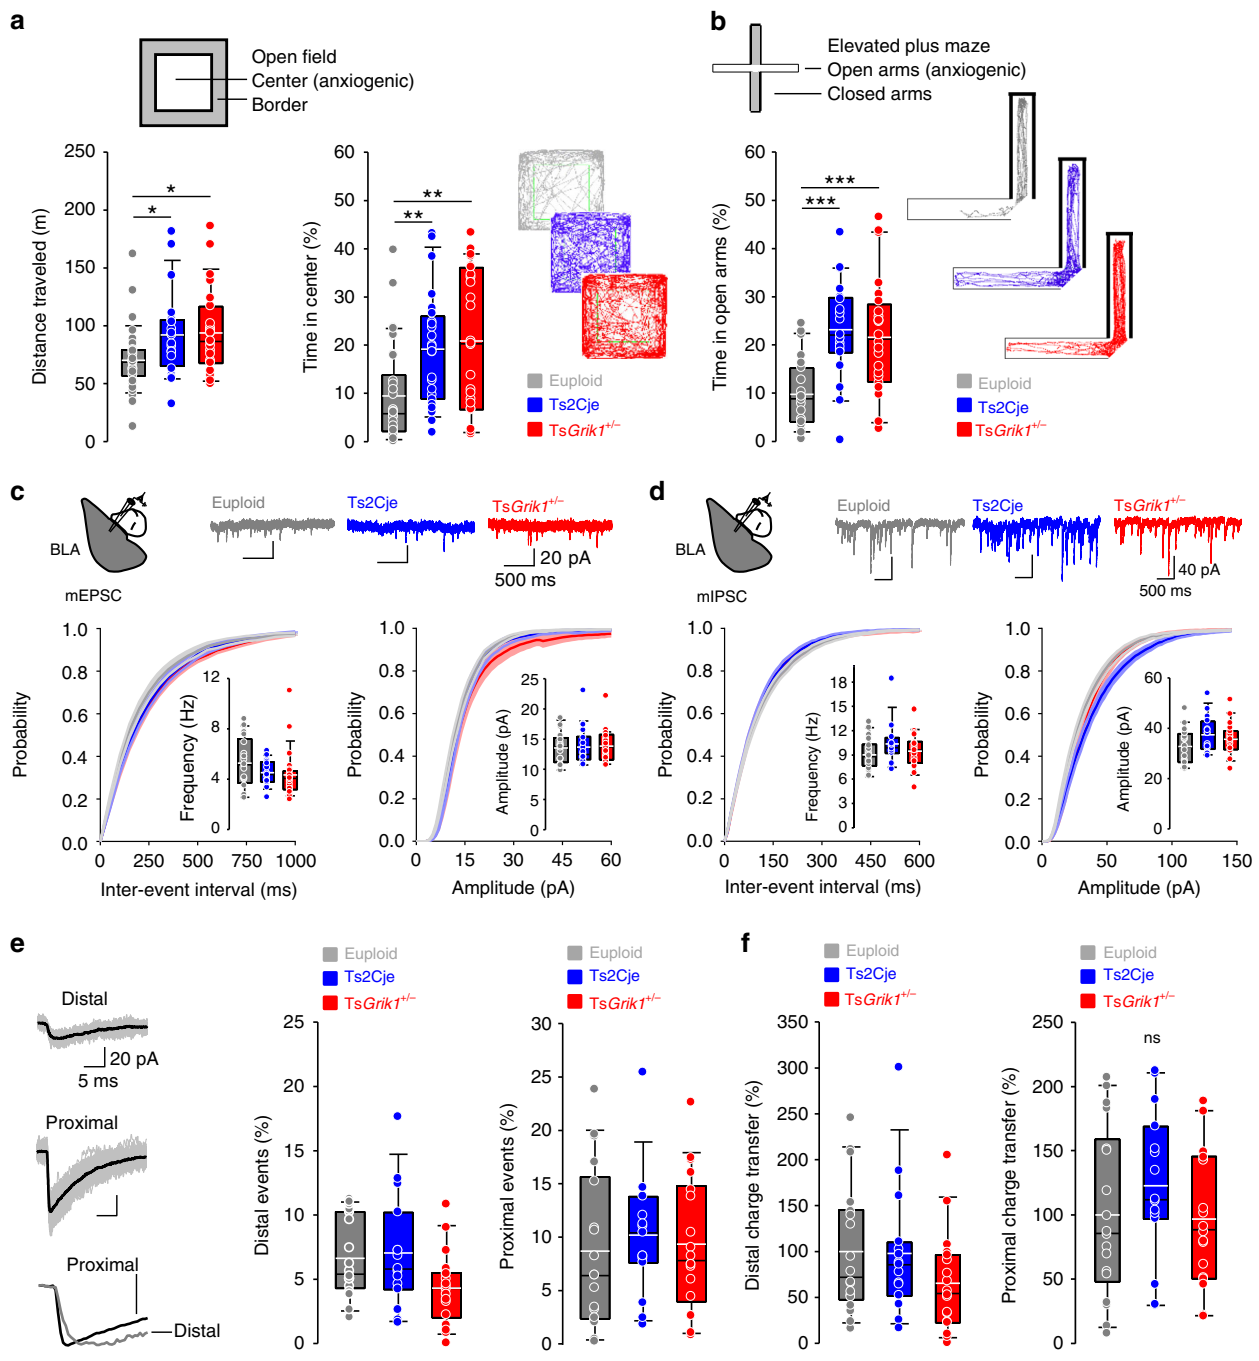 a
Open field
Center (anxiogenic)
Border
250
200
150
100
50
0
Distance traveled (m)
*
*
60
50
40
30
20
10
0
Time in center (%)
**
**
Euploid
Ts2Cje
TsGrik1+/–
b
Elevated plus maze
Open arms (anxiogenic)
Closed arms
60
50
40
30
20
10
0
Time in open arms (%)
***
***
Euploid
Ts2Cje
TsGrik1+/–
c
BLA
mEPSC
Euploid
Ts2Cje
TsGrik1+/–
20 pA
500 ms
1.0
0.8
0.6
0.4
0.2
0.0
Probability
0 250 500 750 1000
Inter-event interval (ms)
12
8
4
0
Frequency (Hz)
1.0
0.8
0.6
0.4
0.2
0.0
Probability
0 15 30 45 60
Amplitude (pA)
25
20
15
10
5
0
Amplitude (pA)
d
BLA
mIPSC
Euploid
Ts2Cje
TsGrik1+/–
40 pA
500 ms
1.0
0.8
0.6
0.4
0.2
0.0
Probability
0 150 300 450 600
Inter-event interval (ms)
18
15
12
9
6
3
0
Frequency (Hz)
1.0
0.8
0.6
0.4
0.2
0.0
Probability
0 50 100 150
Amplitude (pA)
60
40
20
0
Amplitude (pA)
e
Distal
20 pA
5 ms
Proximal
Proximal
Distal
Euploid
Ts2Cje
TsGrik1+/–
25
20
15
10
5
0
Distal events (%)
Euploid
Ts2Cje
TsGrik1+/–
30
25
20
15
10
5
0
Proximal events (%)
f
Euploid
Ts2Cje
TsGrik1+/–
350
300
250
200
150
100
50
0
Distal charge transfer (%)
Euploid
Ts2Cje
TsGrik1+/–
250
200
150
100
50
0
Proximal charge transfer (%)
ns